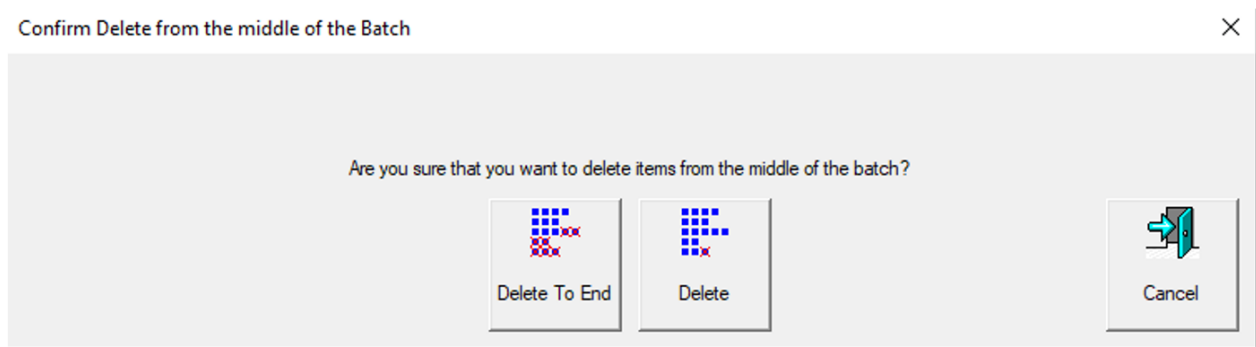 Confirm Delete from the middle of the Batch
Are you sure that you want to delete items from the middle of the batch?
Delete To End
Delete
Cancel